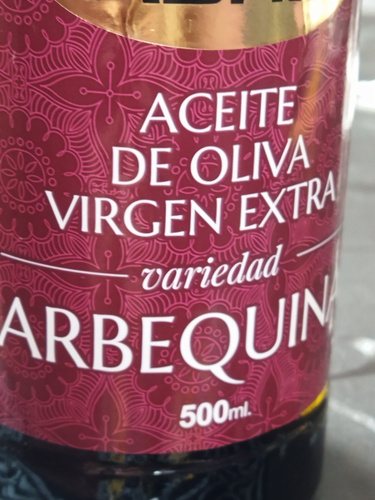 ACEITE
DE OLIVA
VIRGEN EXTRA
variedad
ARBEQUINA
500ml.